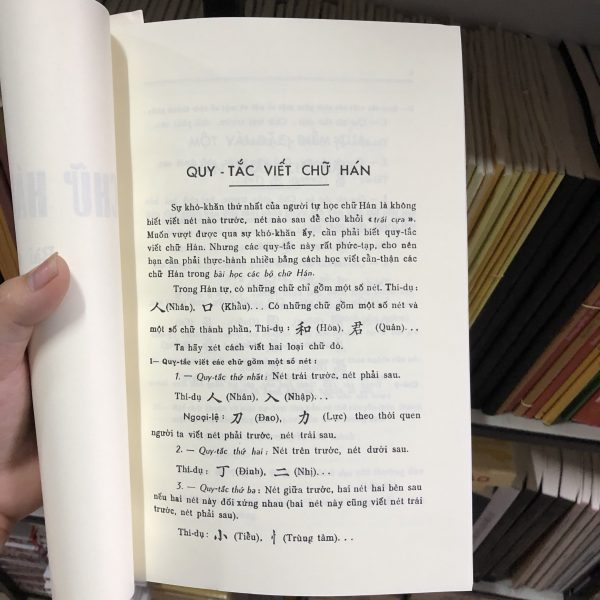 CHỮ HÁ
QUY - TẮC VIẾT CHỮ HÁN
Sự khó-khăn thứ nhất của người tự học chữ Hán là không
biết viết nét nào trước, nét nào sau để cho khỏi «trái cựa».
Muốn vượt được qua sự khó-khăn ấy, cần phải biết quy-tắc
viết chữ Hán. Nhưng các quy-tắc này rất phức-tạp, cho nên
bạn cần phải thực-hành nhiều bằng cách học viết cẩn-thận các
chữ Hán trong bài học các bộ chữ Hán.
Trong Hán tự, có những chữ chỉ gồm một số nét. Thí-dụ:
人 (Nhân), 口 (Khẩu)... Có những chữ gồm một số nét và
một số chữ thành phần, Thí-dụ: 和 (Hòa), 君 (Quân)...
Ta hãy xét cách viết hai loại chữ đó.
I— Quy-tắc viết các chữ gồm một số nét :
1. — Quy-tắc thứ nhất: Nét trái trước, nét phải sau.
Thí-dụ 人 (Nhân), 入 (Nhập)...
Ngoại-lệ: 刀 (Đao), 力 (Lực) theo thói quen
người ta viết nét phải trước, nét trái sau.
2. — Quy-tắc thứ hai: Nét trên trước, nét dưới sau.
Thí-dụ: 丁 (Đinh), 二 (Nhị)...
3. — Quy-tắc thứ ba: Nét giữa trước, hai nét hai bên sau
nếu hai nét này đối xứng nhau (hai nét này cũng viết nét trái
trước, nét phải sau).
Thí-dụ: 小 (Tiểu), 忄 (Trùng tâm)...